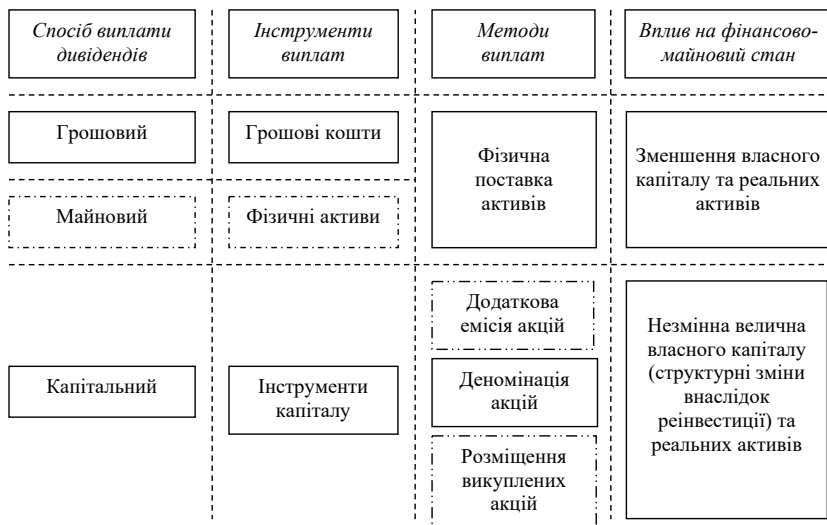 Спосіб виплати
дивідендів
Інструменти
виплат
Методи
виплат
Вплив на фінансово-
майновий стан
Грошовий
Грошові кошти
Фізична
поставка
активів
Зменшення власного
капіталу та реальних
активів
Майновий
Фізичні активи
Капітальний
Інструменти
капіталу
Додаткова
емісія акцій
Деномінація
акцій
Розміщення
викуплених
акцій
Незмінна велична
власного капіталу
(структурні зміни
внаслідок
реінвестиції) та
реальних активів